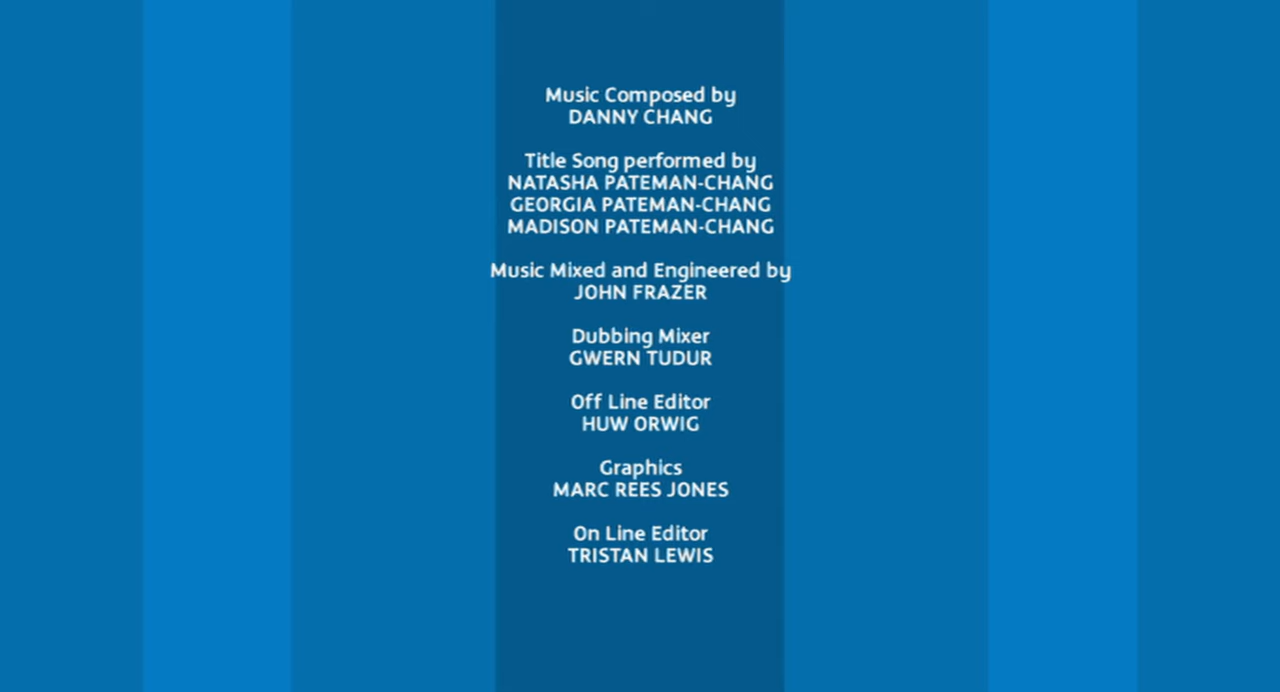 Music Composed by
DANNY CHANG
Title Song performed by
NATASHA PATEMAN-CHANG
GEORGIA PATEMAN-CHANG
MADISON PATEMAN-CHANG
Music Mixed and Engineered by
JOHN FRAZER
Dubbing Mixer
GWERN TUDUR
Off Line Editor
HUW ORWIG
Graphics
MARC REES JONES
On Line Editor
TRISTAN LEWIS